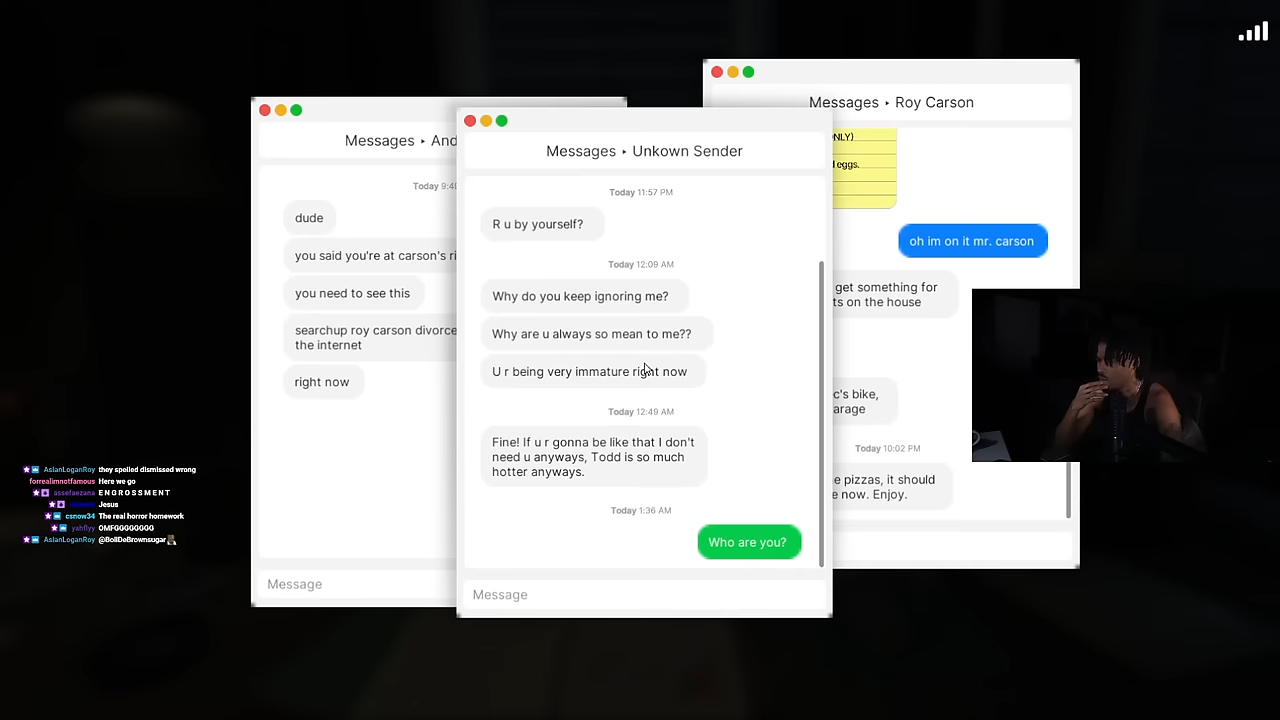 Messages ▸ And
Today 9:4
dude
you said you're at carson's ri
you need to see this
searchup roy carson divorce
the internet
right now
Message
Messages ▸ Unkown Sender
Today 11:57 PM
R u by yourself?
Today 12:09 AM
Why do you keep ignoring me?
Why are u always so mean to me??
U r being very immature right now
Today 12:49 AM
Fine! If u r gonna be like that I don't
need u anyways, Todd is so much
hotter anyways.
Today 1:36 AM
Who are you?
Message
Messages ▸ Roy Carson
NLY)
eggs.
oh im on it mr. carson
get something for
ts on the house
c's bike,
arage
Today 10:02 PM
e pizzas, it should
e now. Enjoy.
AsianLoganRoy they spelled dismissed wrong
forrealimnotfamous Here we go
assefaezana E N G R O S S M E N T
Jesus
csnow34 The real horror homework
yahflyy OMFGGGGGGGG
AsianLoganRoy @BoliDeBrownsugar